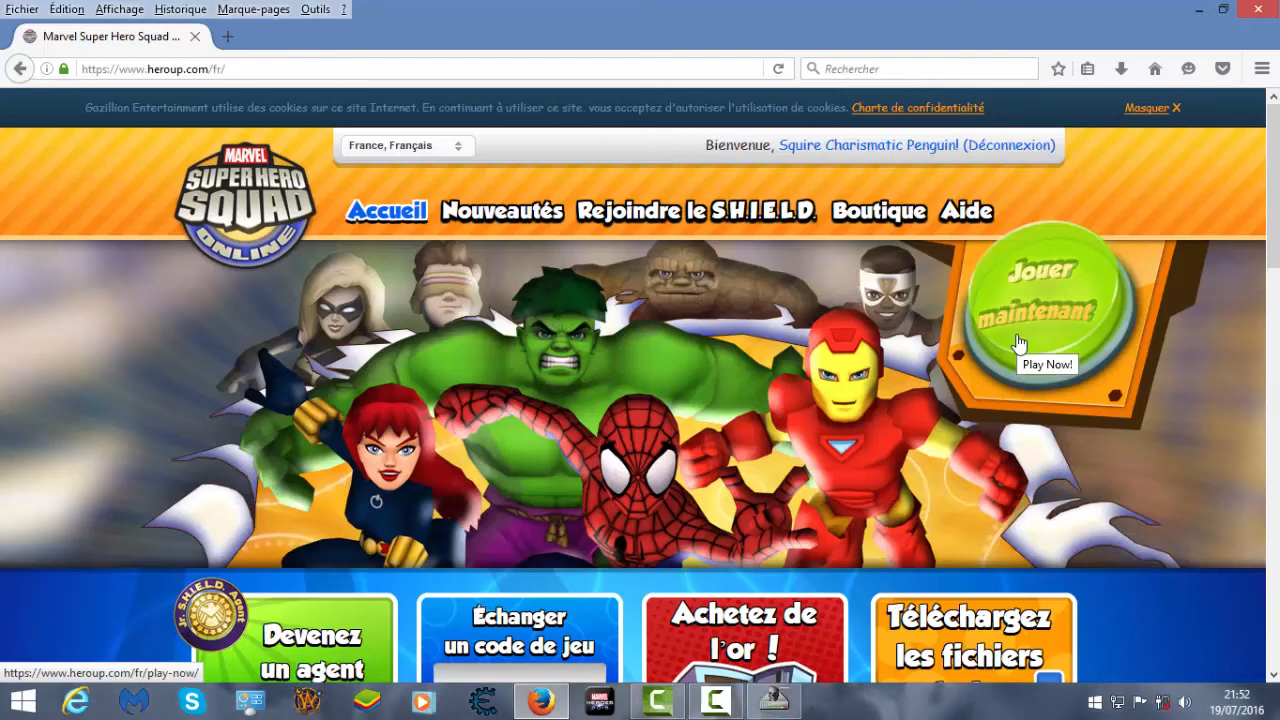 Fichier Édition Affichage Historique Marque-pages Outils ?
Marvel Super Hero Squad ...
https://www.heroup.com/fr/
Rechercher
Gazillion Entertainment utilise des cookies sur ce site Internet. En continuant à utiliser ce site, vous acceptez d'autoriser l'utilisation de cookies. Charte de confidentialité
Masquer X
France, Français
Bienvenue, Squire Charismatic Penguin! (Déconnexion)
MARVEL
SUPER HERO
SQUAD
ONLINE
Accueil Nouveautés Rejoindre le S.H.I.E.L.D. Boutique Aide
Jouer
maintenant
Play Now!
Jr. S.H.I.E.L.D. Agent
Devenez
un agent
Échanger
un code de jeu
Achetez de
l'or !
Téléchargez
les fichiers
https://www.heroup.com/fr/play-now/
MARVEL
HEROES
21:52
19/07/2016